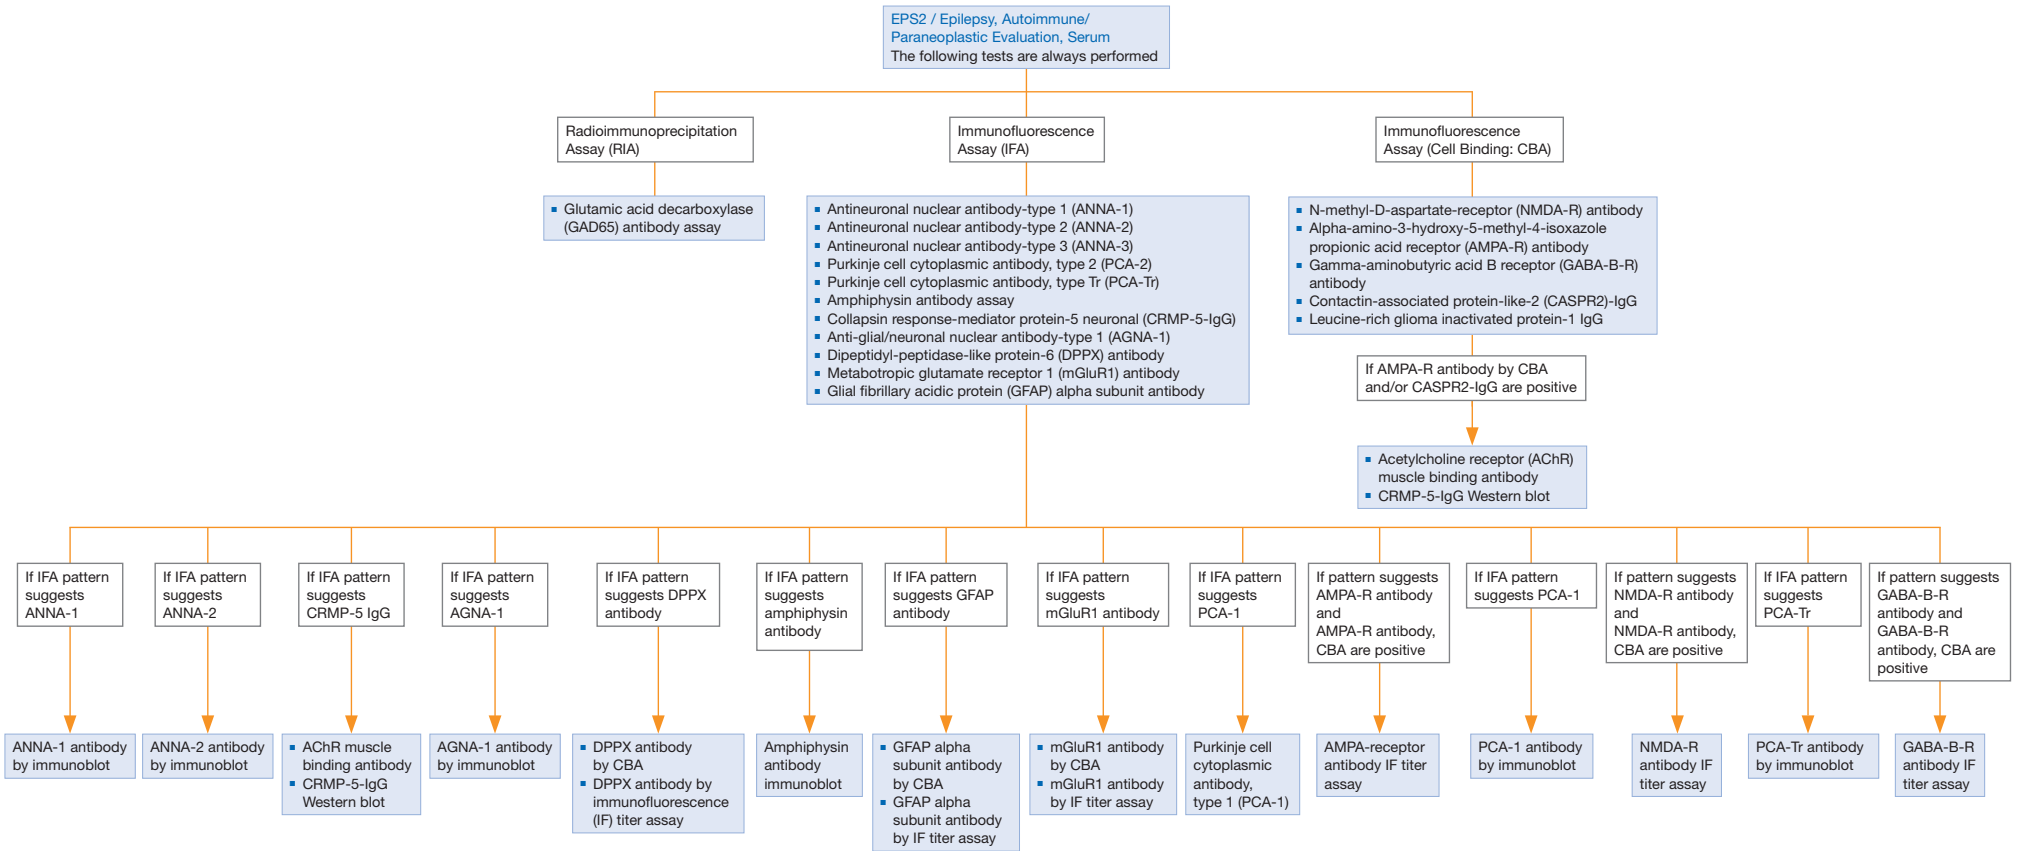 EPS2 / Epilepsy, Autoimmune/
Paraneoplastic Evaluation, Serum
The following tests are always performed
Radioimmunoprecipitation
Assay (RIA)
Immunofluorescence
Assay (IFA)
Immunofluorescence
Assay (Cell Binding: CBA)
▪ Glutamic acid decarboxylase
(GAD65) antibody assay
▪ Antineuronal nuclear antibody-type 1 (ANNA-1)
▪ Antineuronal nuclear antibody-type 2 (ANNA-2)
▪ Antineuronal nuclear antibody-type 3 (ANNA-3)
▪ Purkinje cell cytoplasmic antibody, type 2 (PCA-2)
▪ Purkinje cell cytoplasmic antibody, type Tr (PCA-Tr)
▪ Amphiphysin antibody assay
▪ Collapsin response-mediator protein-5 neuronal (CRMP-5-IgG)
▪ Anti-glial/neuronal nuclear antibody-type 1 (AGNA-1)
▪ Dipeptidyl-peptidase-like protein-6 (DPPX) antibody
▪ Metabotropic glutamate receptor 1 (mGluR1) antibody
▪ Glial fibrillary acidic protein (GFAP) alpha subunit antibody
▪ N-methyl-D-aspartate-receptor (NMDA-R) antibody
▪ Alpha-amino-3-hydroxy-5-methyl-4-isoxazole
propionic acid receptor (AMPA-R) antibody
▪ Gamma-aminobutyric acid B receptor (GABA-B-R)
antibody
▪ Contactin-associated protein-like-2 (CASPR2)-IgG
▪ Leucine-rich glioma inactivated protein-1 IgG
If AMPA-R antibody by CBA
and/or CASPR2-IgG are positive
▪ Acetylcholine receptor (AChR)
muscle binding antibody
▪ CRMP-5-IgG Western blot
If IFA pattern
suggests
ANNA-1
If IFA pattern
suggests
ANNA-2
If IFA pattern
suggests
CRMP-5 IgG
If IFA pattern
suggests
AGNA-1
If IFA pattern
suggests DPPX
antibody
If IFA pattern
suggests
amphiphysin
antibody
If IFA pattern
suggests GFAP
antibody
If IFA pattern
suggests
mGluR1 antibody
If IFA pattern
suggests
PCA-1
If pattern suggests
AMPA-R antibody
and
AMPA-R antibody,
CBA are positive
If IFA pattern
suggests PCA-1
If pattern suggests
NMDA-R antibody
and
NMDA-R antibody,
CBA are positive
If IFA pattern
suggests
PCA-Tr
If pattern suggests
GABA-B-R
antibody and
GABA-B-R
antibody, CBA are
positive
ANNA-1 antibody
by immunoblot
ANNA-2 antibody
by immunoblot
▪ AChR muscle
binding antibody
▪ CRMP-5-IgG
Western blot
AGNA-1 antibody
by immunoblot
▪ DPPX antibody
by CBA
▪ DPPX antibody by
immunofluorescence
(IF) titer assay
Amphiphysin
antibody
immunoblot
▪ GFAP alpha
subunit antibody
by CBA
▪ GFAP alpha
subunit antibody
by IF titer assay
▪ mGluR1 antibody
by CBA
▪ mGluR1 antibody
by IF titer assay
Purkinje cell
cytoplasmic
antibody,
type 1 (PCA-1)
AMPA-receptor
antibody IF titer
assay
PCA-1 antibody
by immunoblot
NMDA-R
antibody IF
titer assay
PCA-Tr antibody
by immunoblot
GABA-B-R
antibody IF
titer assay